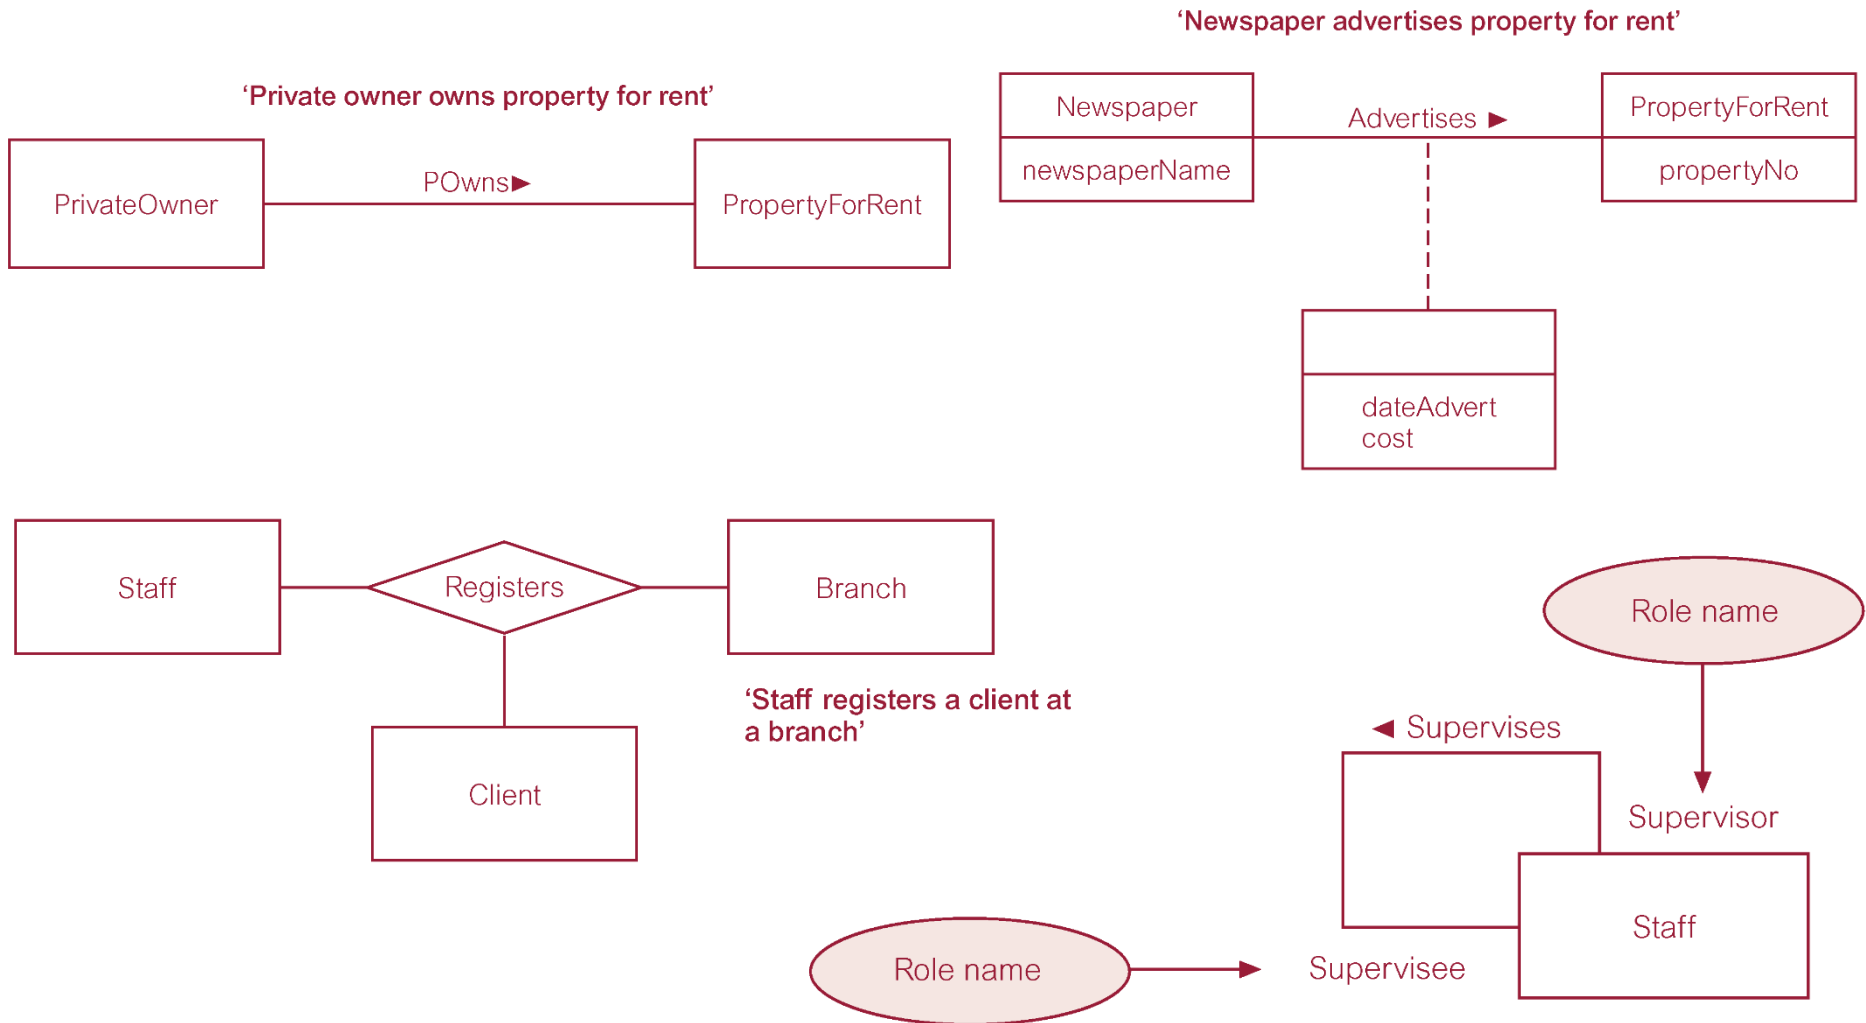 ‘Private owner owns property for rent’
PrivateOwner
POwns►
PropertyForRent
‘Newspaper advertises property for rent’
Newspaper
newspaperName
Advertises ►
PropertyForRent
propertyNo
dateAdvert
cost
Staff
Registers
Branch
Client
‘Staff registers a client at
a branch’
Role name
◄ Supervises
Supervisor
Staff
Role name
Supervisee